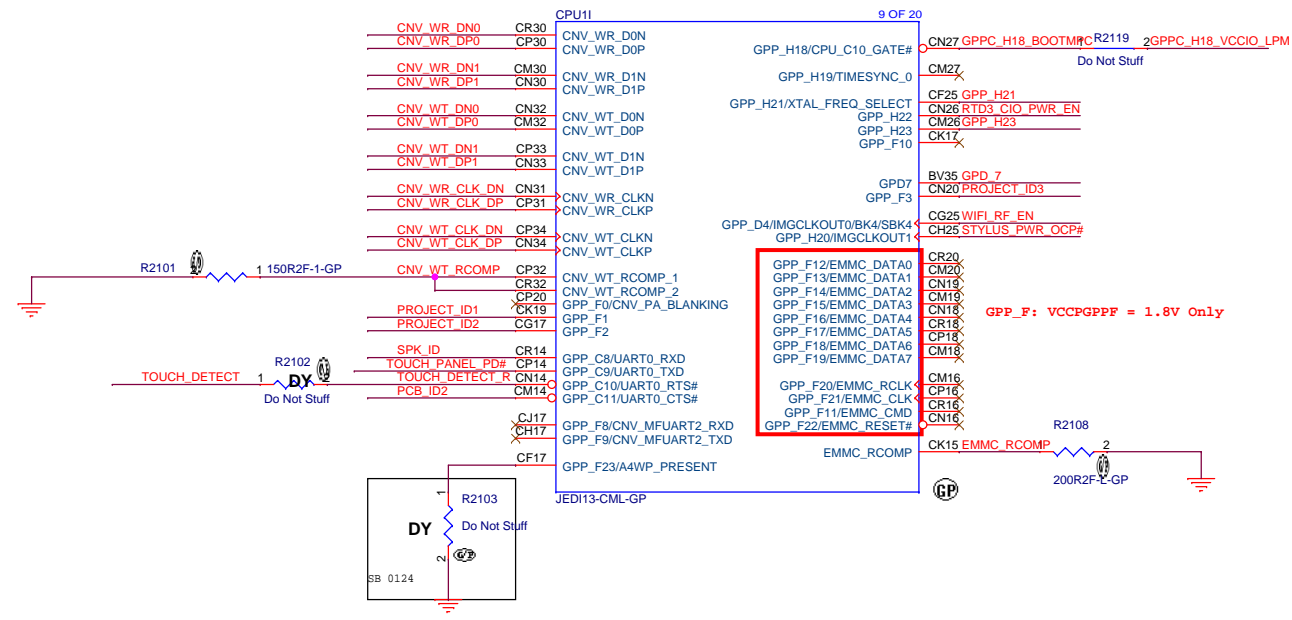 CPU1I 9 OF 20
CNV_WR_DN0 CR30 CNV_WR_D0N
CNV_WR_DP0 CP30 CNV_WR_D0P
CNV_WR_DN1 CM30 CNV_WR_D1N
CNV_WR_DP1 CN30 CNV_WR_D1P
CNV_WT_DN0 CN32 CNV_WT_D0N
CNV_WT_DP0 CM32 CNV_WT_D0P
CNV_WT_DN1 CP33 CNV_WT_D1N
CNV_WT_DP1 CN33 CNV_WT_D1P
CNV_WR_CLK_DN CN31 CNV_WR_CLKN
CNV_WR_CLK_DP CP31 CNV_WR_CLKP
CNV_WT_CLK_DN CP34 CNV_WT_CLKN
CNV_WT_CLK_DP CN34 CNV_WT_CLKP
R2101 1 150R2F-1-GP
CNV_WT_RCOMP CP32 CNV_WT_RCOMP_1
CR32 CNV_WT_RCOMP_2
CP20 GPP_F0/CNV_PA_BLANKING
PROJECT_ID1 CK19 GPP_F1
PROJECT_ID2 CG17 GPP_F2
SPK_ID CR14 GPP_C8/UART0_RXD
TOUCH_PANEL_PD# CP14 GPP_C9/UART0_TXD
TOUCH_DETECT 1 R2102 DY 2 Do Not Stuff
TOUCH_DETECT_R CN14 GPP_C10/UART0_RTS#
PCB_ID2 CM14 GPP_C11/UART0_CTS#
CJ17 GPP_F8/CNV_MFUART2_RXD
CH17 GPP_F9/CNV_MFUART2_TXD
CF17 GPP_F23/A4WP_PRESENT
1 R2103
DY Do Not Stuff
2
SB 0124
JEDI13-CML-GP
GPP_H18/CPU_C10_GATE# CN27 GPPC_H18_BOOTMPC 1 R2119 2 GPPC_H18_VCCIO_LPM
Do Not Stuff
GPP_H19/TIMESYNC_0 CM27
GPP_H21/XTAL_FREQ_SELECT CF25 GPP_H21
GPP_H22 CN26 RTD3_CIO_PWR_EN
GPP_H23 CM26 GPP_H23
GPP_F10 CK17
GPD7 BV35 GPD_7
GPP_F3 CN20 PROJECT_ID3
GPP_D4/IMGCLKOUT0/BK4/SBK4 CG25 WIFI_RF_EN
GPP_H20/IMGCLKOUT1 CH25 STYLUS_PWR_OCP#
GPP_F12/EMMC_DATA0 CR20
GPP_F13/EMMC_DATA1 CM20
GPP_F14/EMMC_DATA2 CN19
GPP_F15/EMMC_DATA3 CM19
GPP_F16/EMMC_DATA4 CN18
GPP_F17/EMMC_DATA5 CR18
GPP_F18/EMMC_DATA6 CP18
GPP_F19/EMMC_DATA7 CM18
GPP_F: VCCPGPPF = 1.8V Only
GPP_F20/EMMC_RCLK CM16
GPP_F21/EMMC_CLK CP16
GPP_F11/EMMC_CMD CR16
GPP_F22/EMMC_RESET# CN16
EMMC_RCOMP CK15 EMMC_RCOMP 1 R2108 2
200R2F-L-GP
GP